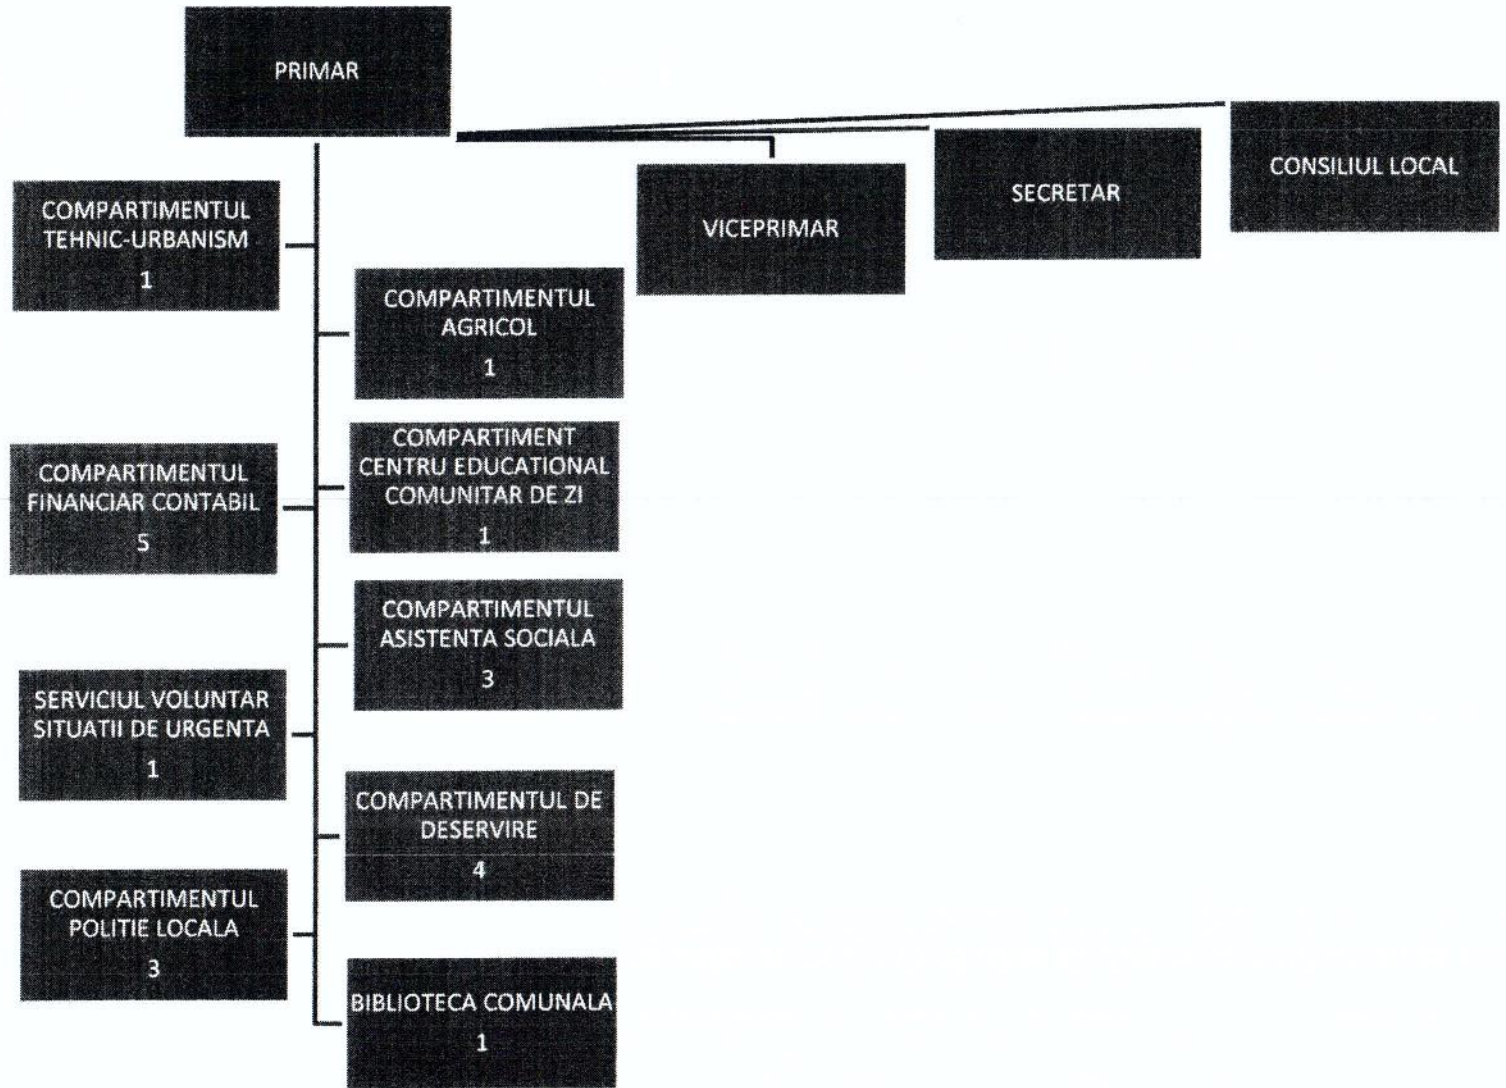 PRIMAR
CONSILIUL LOCAL
SECRETAR
VICEPRIMAR
COMPARTIMENTUL
TEHNIC-URBANISM
1
COMPARTIMENTUL
AGRICOL
1
COMPARTIMENTUL
FINANCIAR CONTABIL
5
COMPARTIMENT
CENTRU EDUCATIONAL
COMUNITAR DE ZI
1
COMPARTIMENTUL
ASISTENTA SOCIALA
3
SERVICIUL VOLUNTAR
SITUATII DE URGENTA
1
COMPARTIMENTUL DE
DESERVIRE
4
COMPARTIMENTUL
POLITIE LOCALA
3
BIBLIOTECA COMUNALA
1